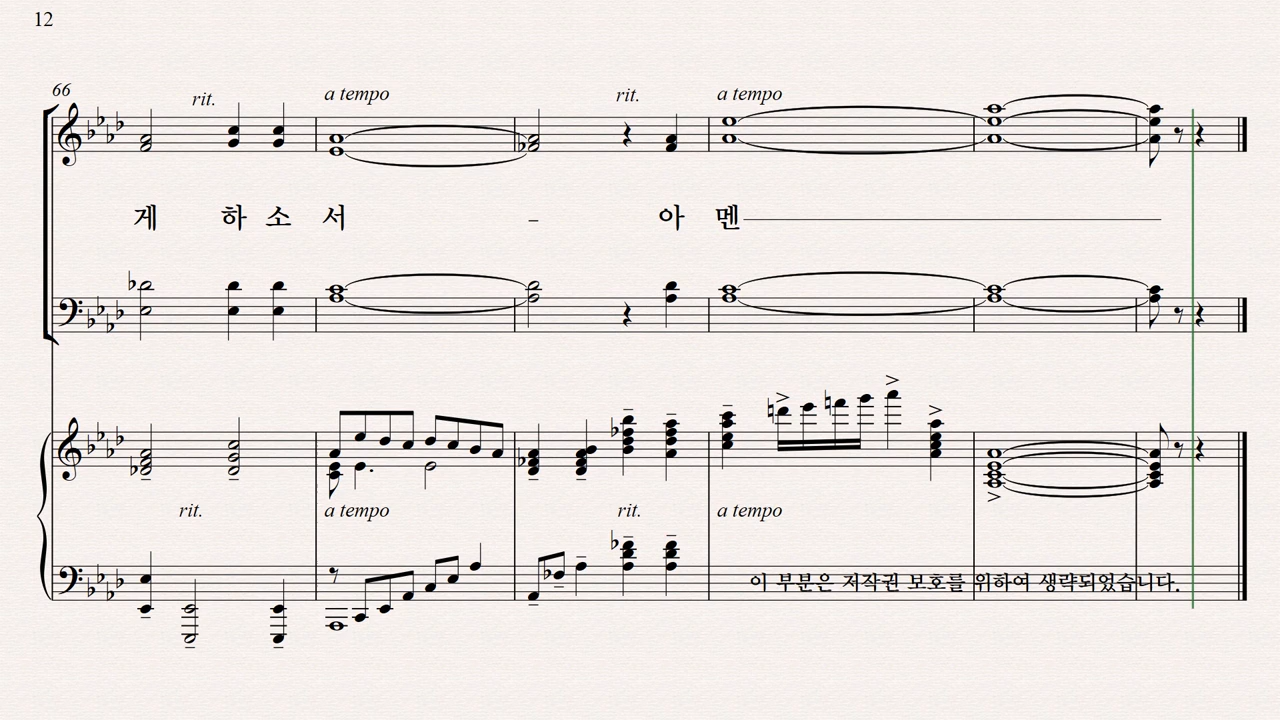 12
66
rit. a tempo rit. a tempo
게 하 소 서 - 아 멘
rit. a tempo rit. a tempo
이 부분은 저작권 보호를 위하여 생략되었습니다.